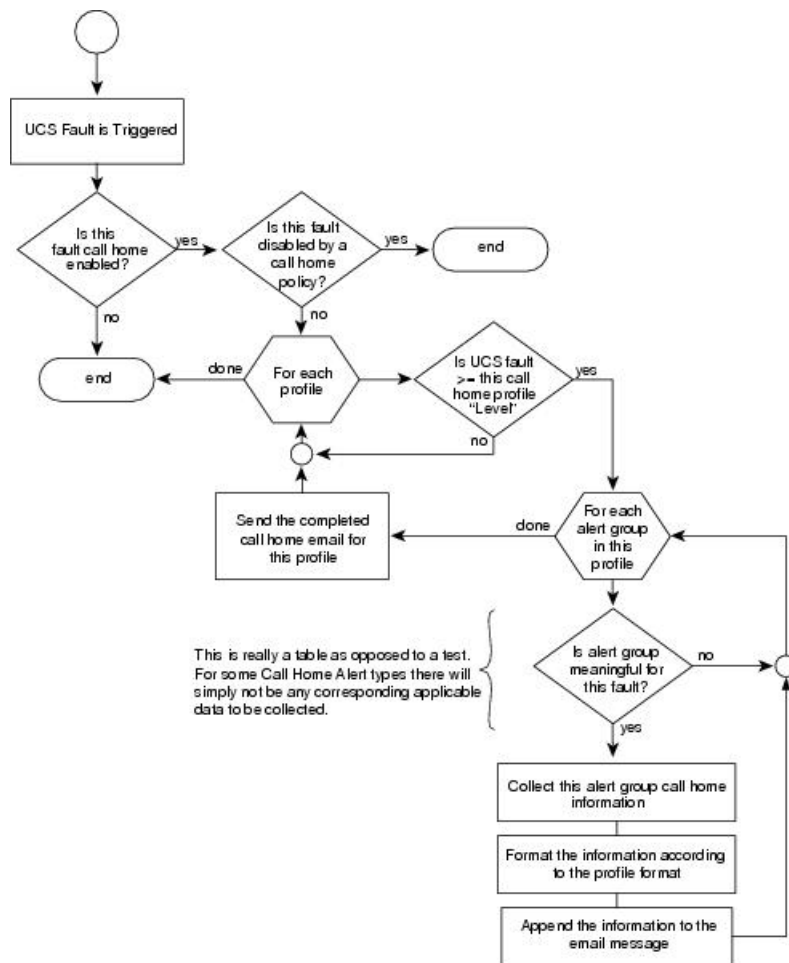 UCS Fault is Triggered
Is this
fault call home
enabled?
yes
Is this fault
disabled by a
call home
policy?
yes
end
no
no
end
done
For each
profile
Is UCS fault
>= this call
home profile
"Level"
yes
no
Send the completed
call home email for
this profile
done
For each
alert group
in this
profile
This is really a table as opposed to a test.
For some Call Home Alert types there will
simply not be any corresponding applicable
data to be collected.
Is alert group
meaningful for
this fault?
no
yes
Collect this alert group call home
information
Format the information according
to the profile format
Append the information to the
email message